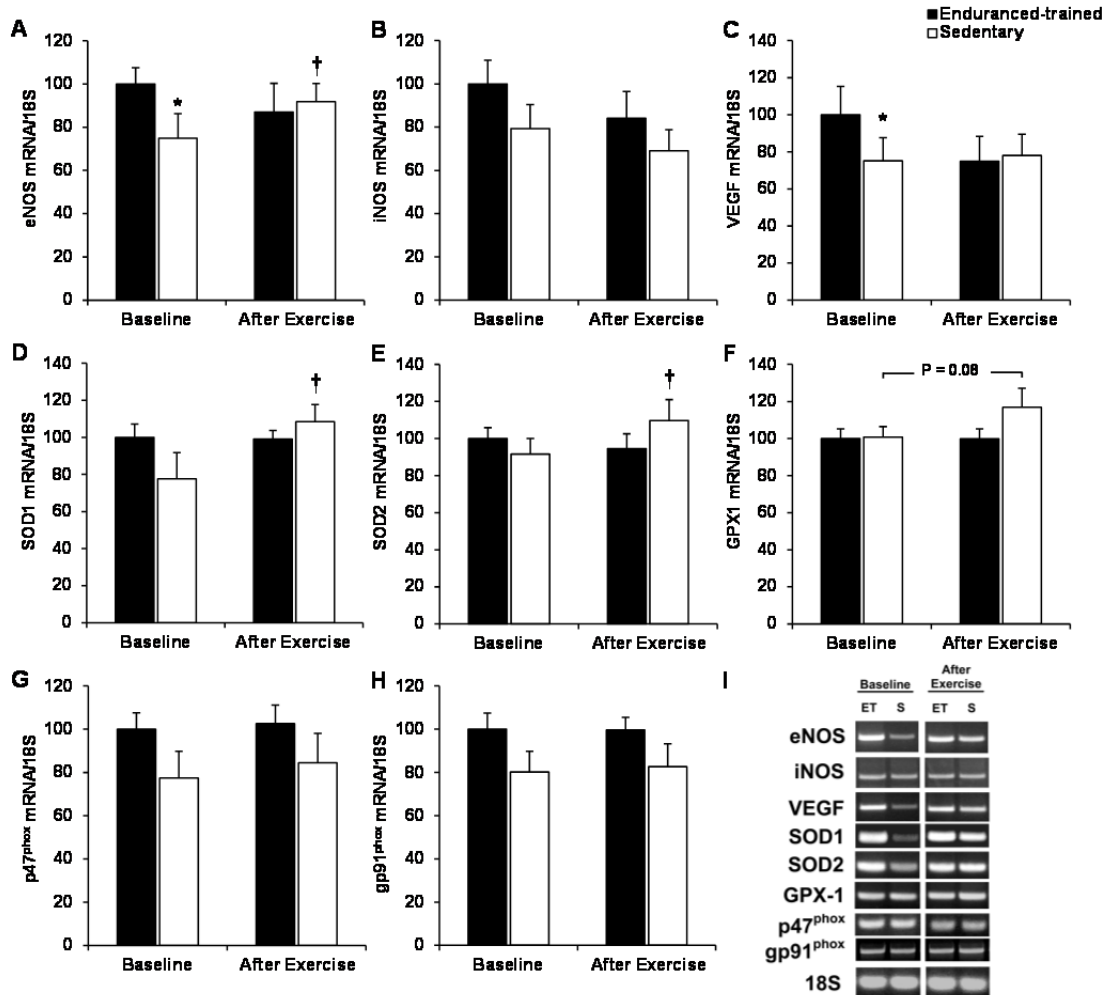 Enduranced-trained
Sedentary
A
eNOS mRNA/18S
120
100
80
60
40
20
0
*
†
Baseline
After Exercise
B
iNOS mRNA/18S
120
100
80
60
40
20
0
Baseline
After Exercise
C
VEGF mRNA/18S
140
120
100
80
60
40
20
0
*
Baseline
After Exercise
D
SOD1 mRNA/18S
140
120
100
80
60
40
20
0
†
Baseline
After Exercise
E
SOD2 mRNA/18S
140
120
100
80
60
40
20
0
†
Baseline
After Exercise
F
GPX1 mRNA/18S
140
120
100
80
60
40
20
0
P = 0.08
Baseline
After Exercise
G
p47phox mRNA/18S
120
100
80
60
40
20
0
Baseline
After Exercise
H
gp91phox mRNA/18S
120
100
80
60
40
20
0
Baseline
After Exercise
I
Baseline
After
Exercise
ET S ET S
eNOS
iNOS
VEGF
SOD1
SOD2
GPX-1
p47phox
gp91phox
18S